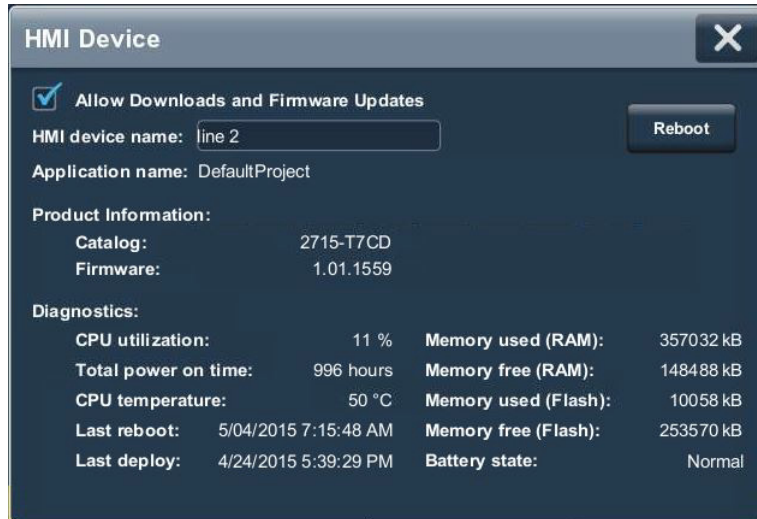 HMI Device
Allow Downloads and Firmware Updates
HMI device name: line 2
Reboot
Application name: DefaultProject
Product Information:
Catalog: 2715-T7CD
Firmware: 1.01.1559
Diagnostics:
CPU utilization: 11 % Memory used (RAM): 357032 kB
Total power on time: 996 hours Memory free (RAM): 148488 kB
CPU temperature: 50 °C Memory used (Flash): 10058 kB
Last reboot: 5/04/2015 7:15:48 AM Memory free (Flash): 253570 kB
Last deploy: 4/24/2015 5:39:29 PM Battery state: Normal